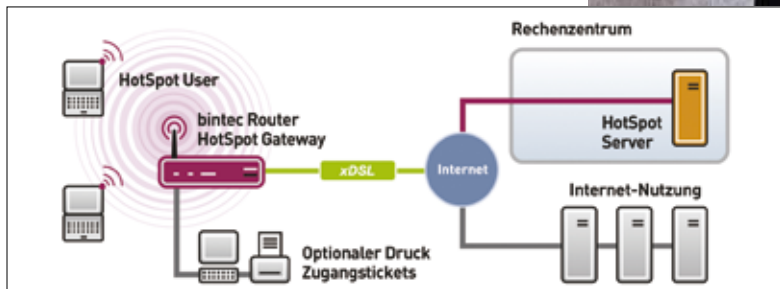 Rechenzentrum
HotSpot User
bintec Router
HotSpot Gateway
HotSpot
Server
xDSL
Internet
Internet-Nutzung
Optionaler Druck
Zugangstickets